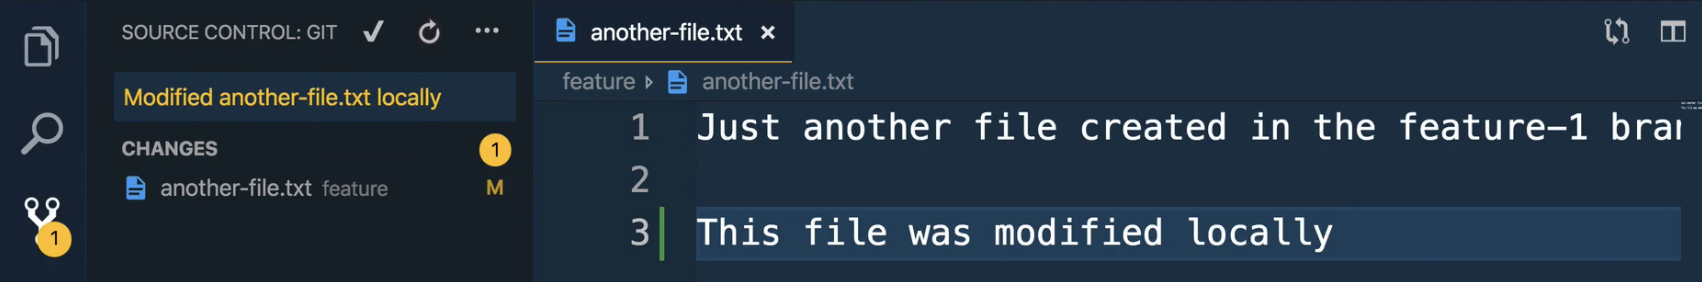 SOURCE CONTROL: GIT
Modified another-file.txt locally
CHANGES 1
another-file.txt feature M
1
another-file.txt
feature another-file.txt
1 Just another file created in the feature-1
2
3 This file was modified locally